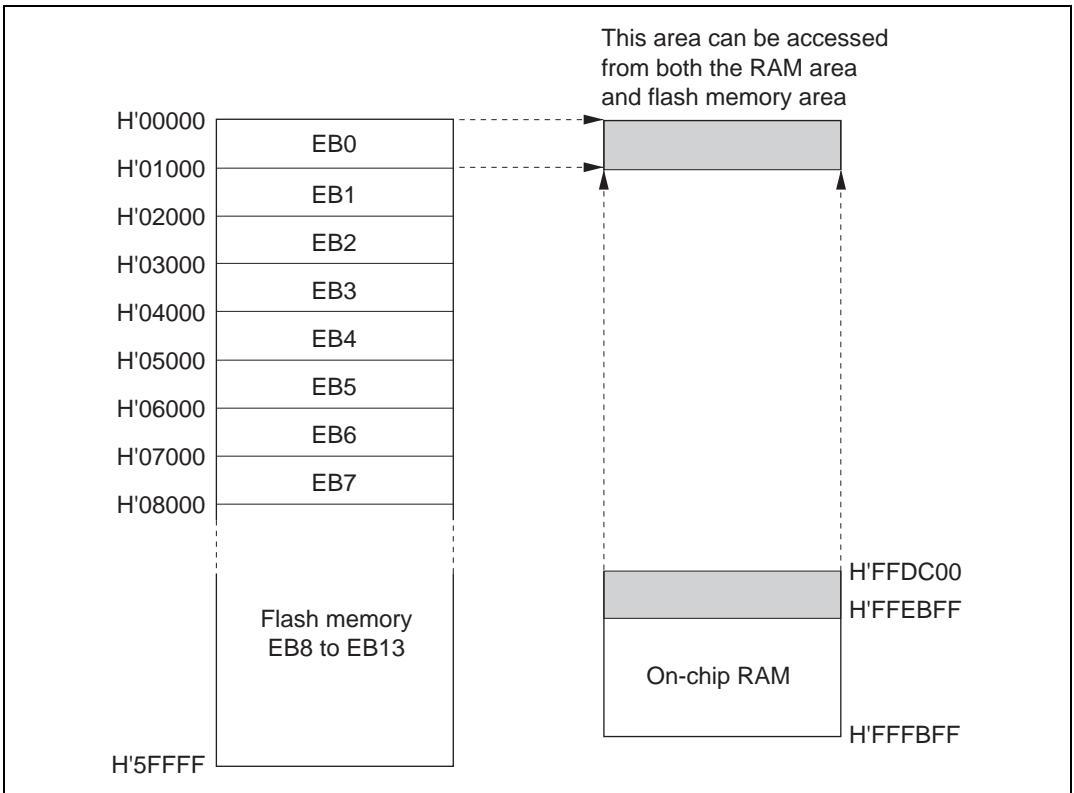 This area can be accessed
from both the RAM area
and flash memory area
H'00000
EB0
H'01000
EB1
H'02000
EB2
H'03000
EB3
H'04000
EB4
H'05000
EB5
H'06000
EB6
H'07000
EB7
H'08000
Flash memory
EB8 to EB13
H'5FFFF
H'FFDC00
H'FFEBFF
On-chip RAM
H'FFFBFF